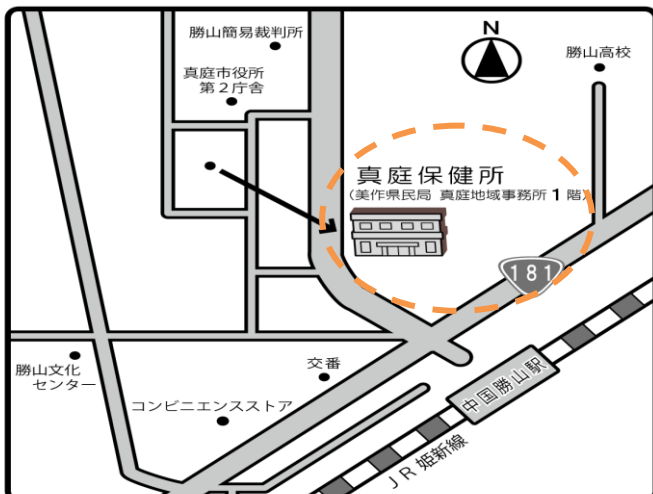 勝山簡易裁判所
N
勝山高校
真庭市役所
第2庁舎
真庭保健所
(美作県民局 真庭地域事務所1階)
181
勝山文化
センター
交番
コンビニエンスストア
中国勝山駅
JR姫新線